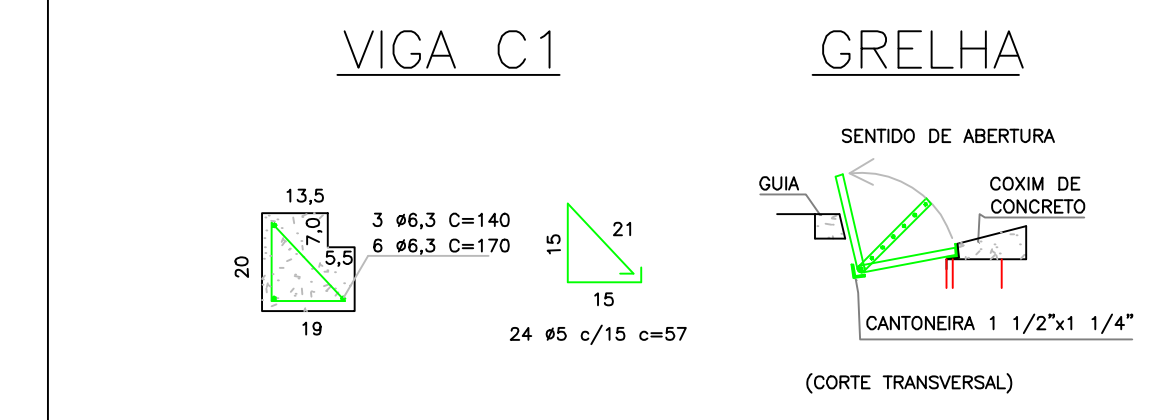 VIGA C1
13,5
7,0
5,5
20
19
3 ø6,3 C=140
6 ø6,3 C=170
15
21
15
24 ø5 c/15 c=57
GRELHA
SENTIDO DE ABERTURA
GUIA
COXIM DE
CONCRETO
CANTONEIRA 1 1/2"x1 1/4"
(CORTE TRANSVERSAL)